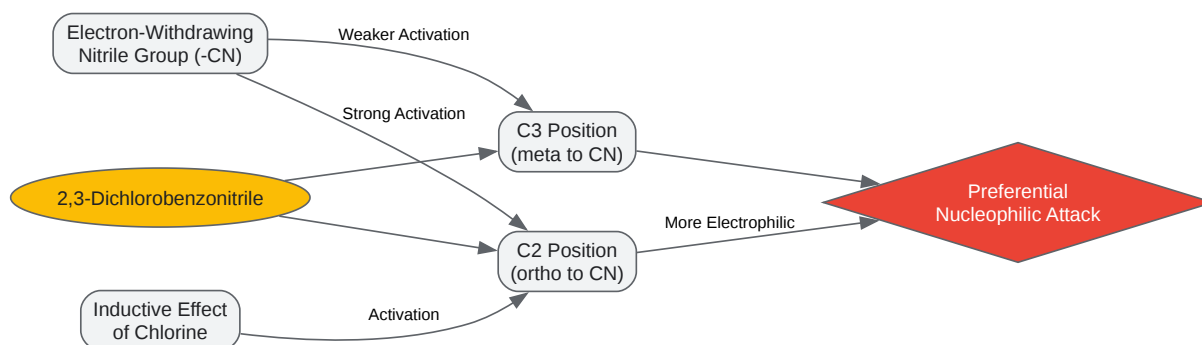 Electron-Withdrawing
Nitrile Group (-CN)
Weaker Activation
Strong Activation
C3 Position
(meta to CN)
2,3-Dichlorobenzonitrile
Preferential
Nucleophilic Attack
More Electrophilic
C2 Position
(ortho to CN)
Inductive Effect
of Chlorine
Activation